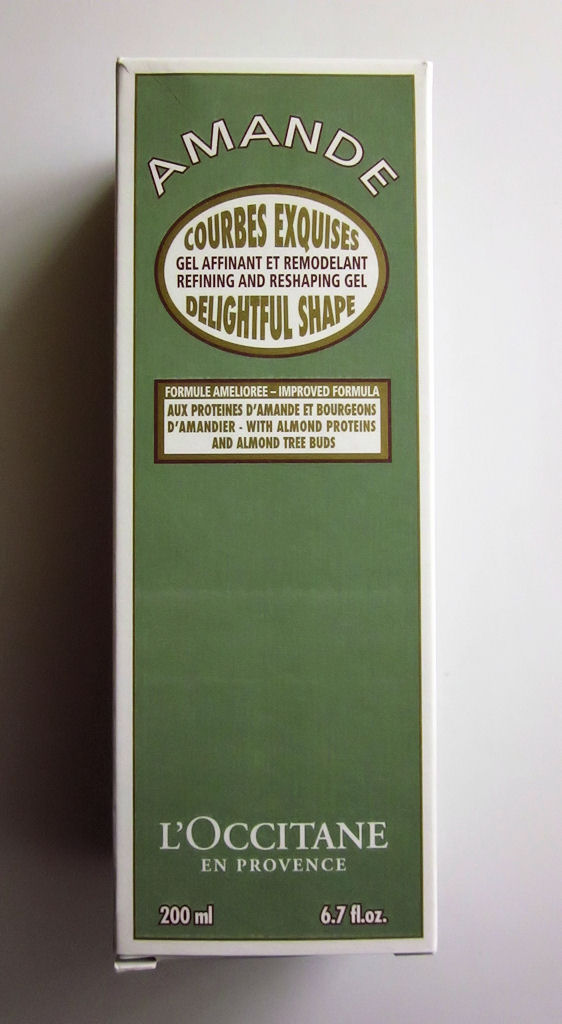 AMANDE
COURBES EXQUISES
GEL AFFINANT ET REMODELANT
REFINING AND RESHAPING GEL
DELIGHTFUL SHAPE
FORMULE AMELIOREE – IMPROVED FORMULA
AUX PROTEINES D'AMANDE ET BOURGEONS
D'AMANDIER - WITH ALMOND PROTEINS
AND ALMOND TREE BUDS
L'OCCITANE
EN PROVENCE
200 ml 6.7 fl.oz.